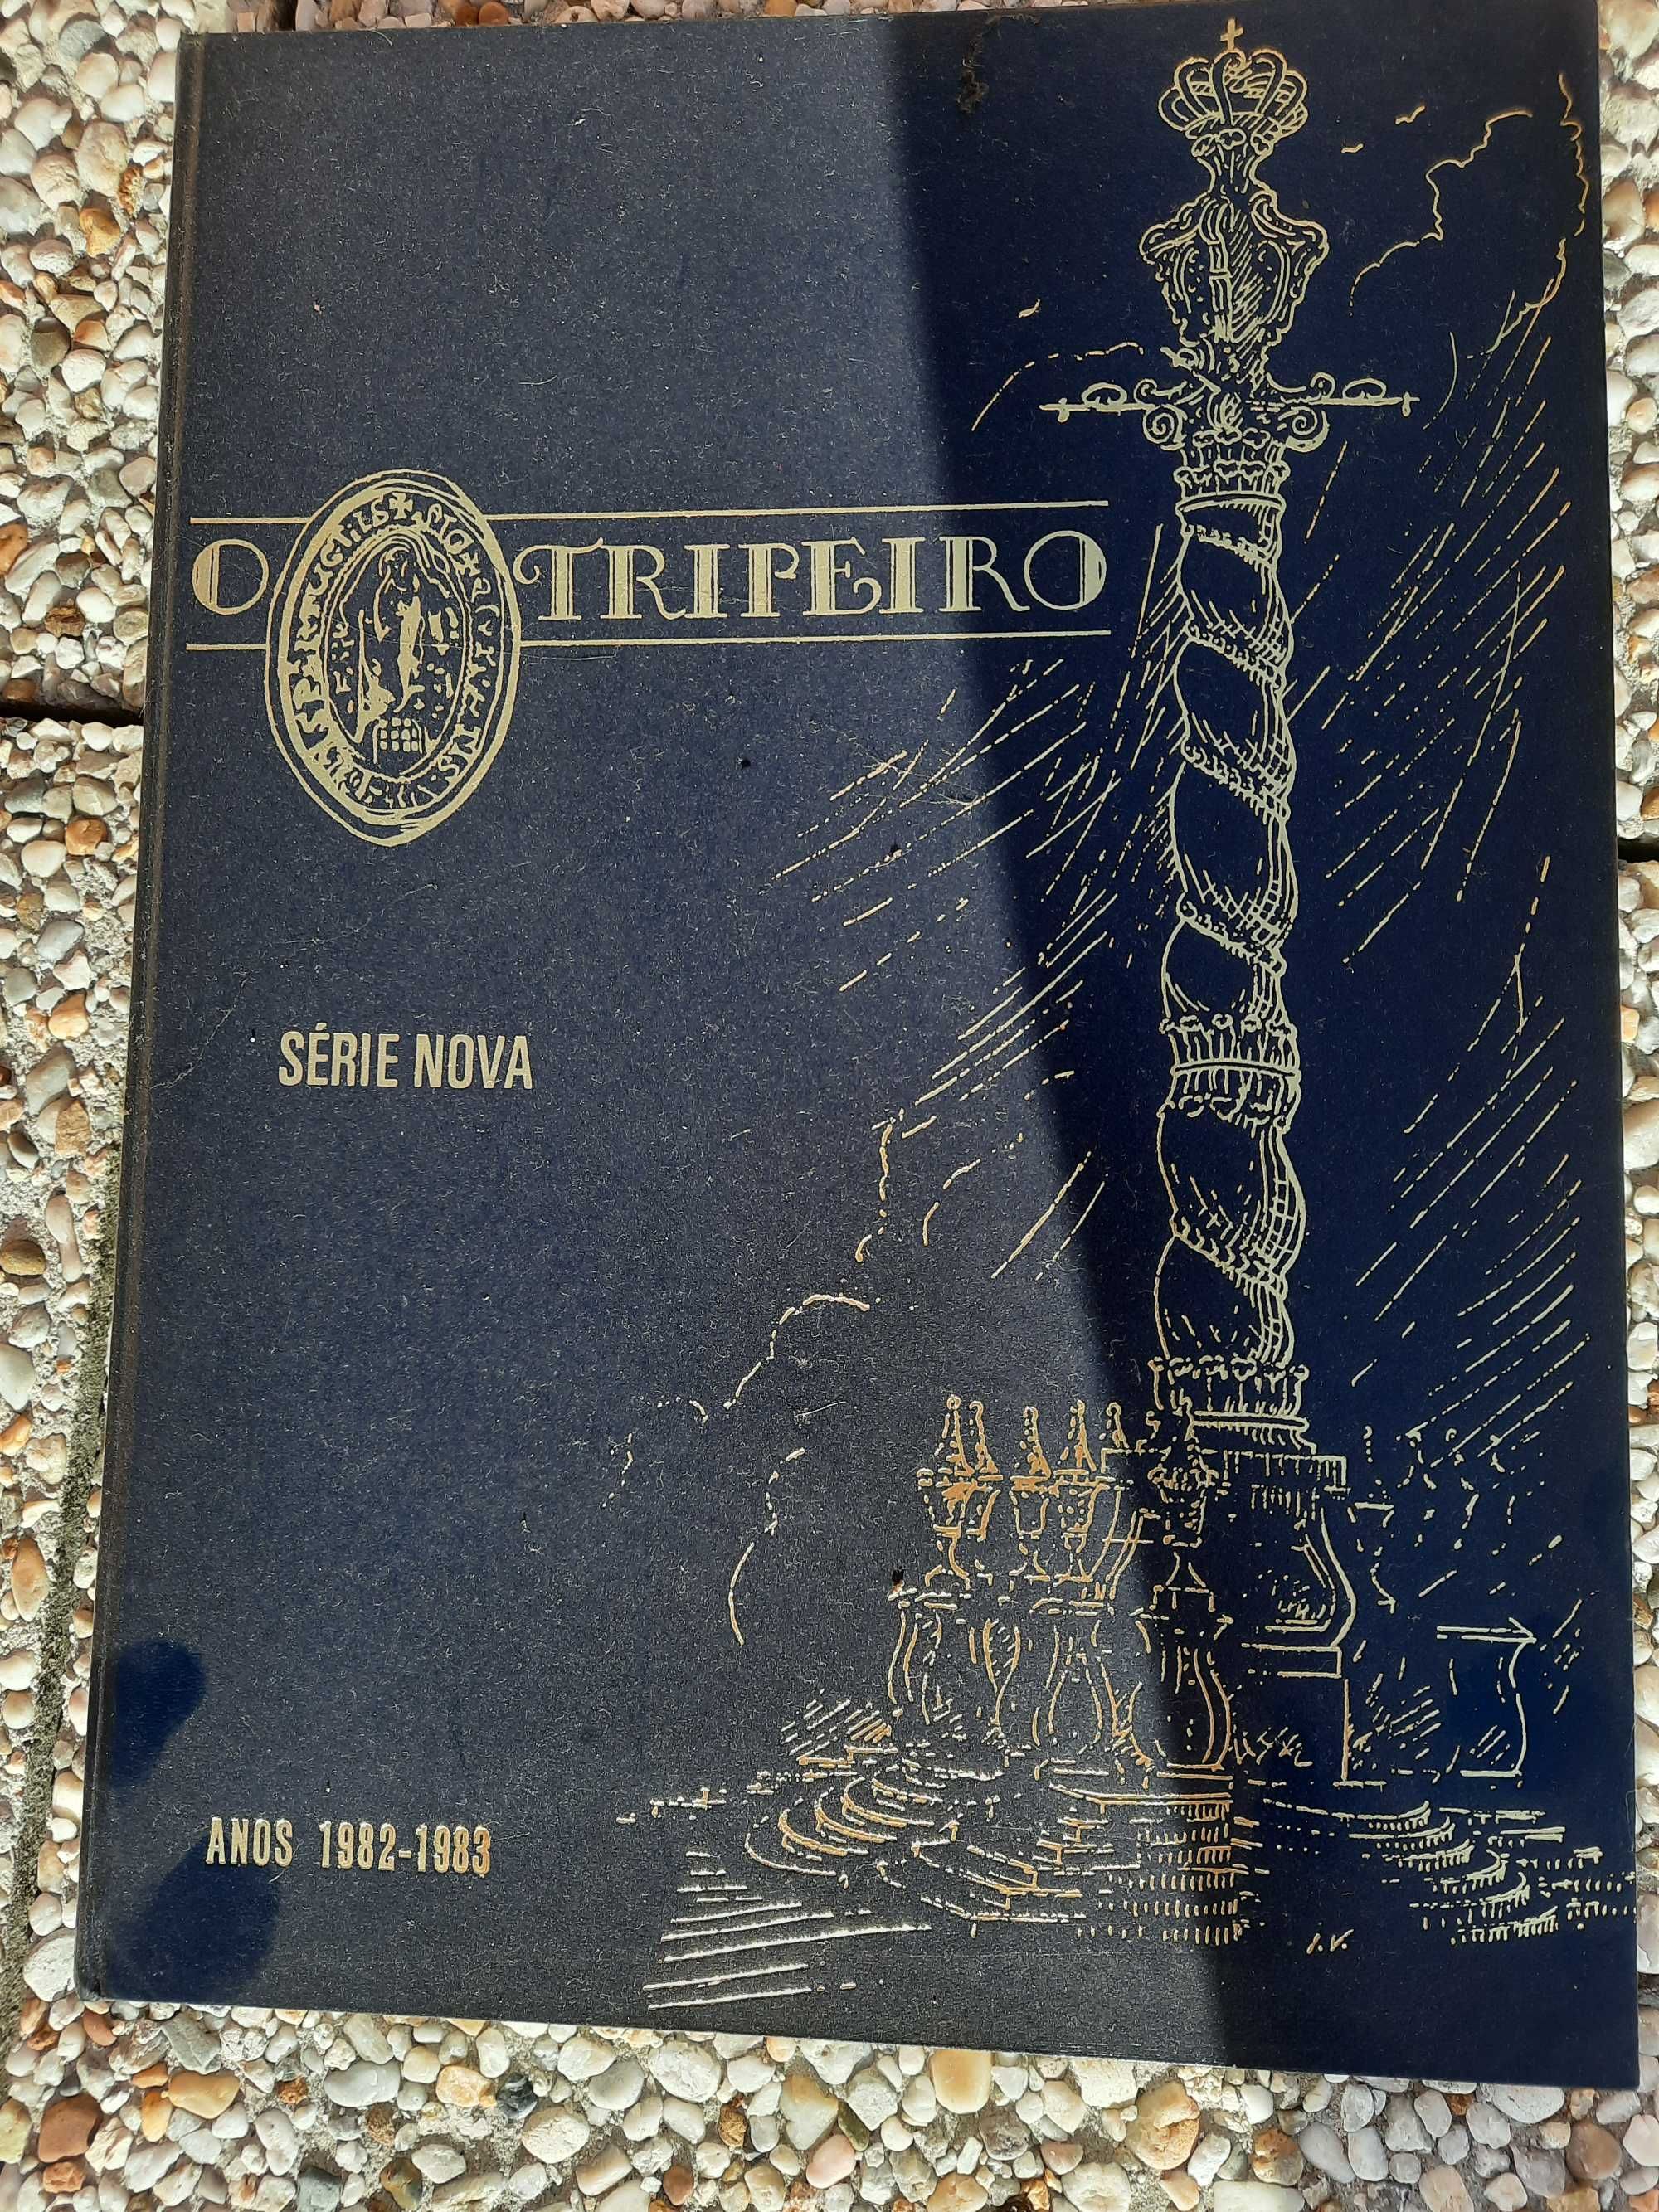 O TRIPEIRO
SÉRIE NOVA
ANOS 1982-1983
J.V.